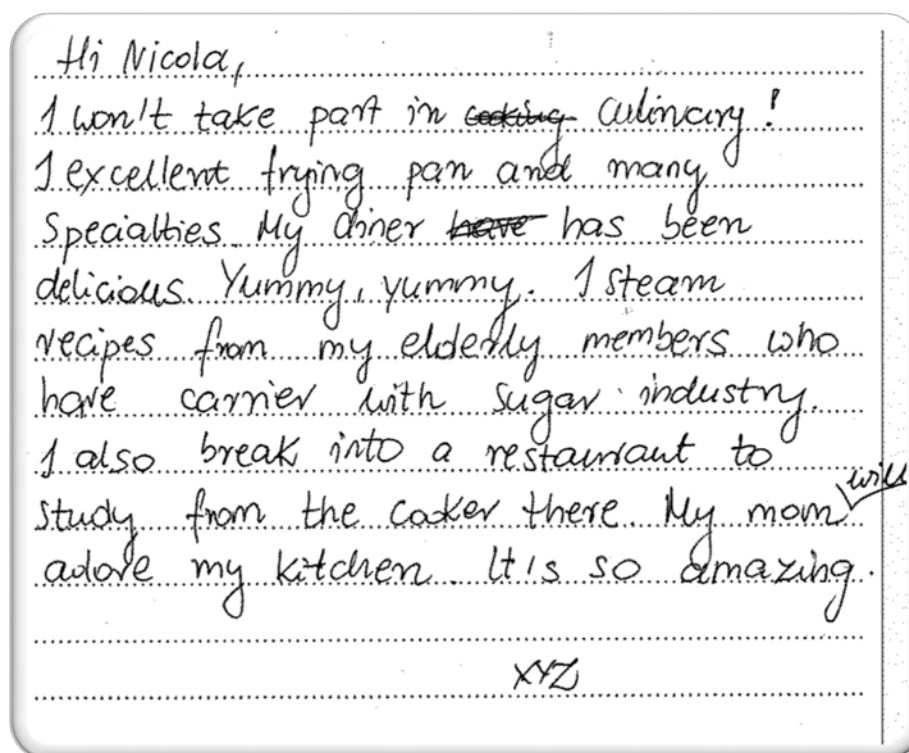 Hi Nicola,
I won't take part in cooking culinary!
I excellent frying pan and many
specialties. My diner have has been
delicious. Yummy, yummy. I steam
recipes from my elderly members who
have carrier with sugar industry.
I also break into a restaurant to
study from the cooker there. My mom will
adore my kitchen. It's so amazing.
XYZ